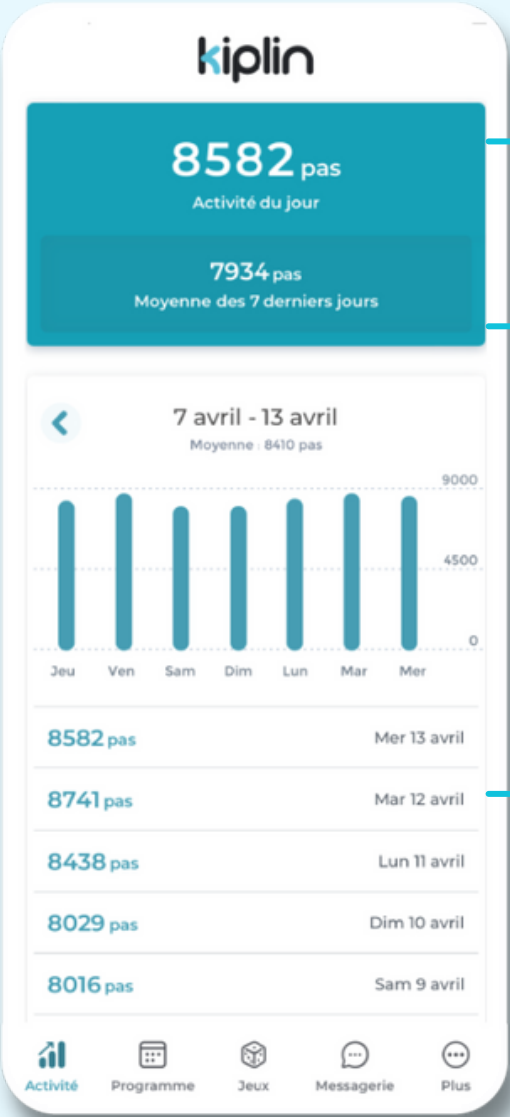 kiplin
8582 pas
Activité du jour
7934 pas
Moyenne des 7 derniers jours
7 avril - 13 avril
Moyenne : 8410 pas
9000
4500
0
Jeu Ven Sam Dim Lun Mar Mer
8582 pas Mer 13 avril
8741 pas Mar 12 avril
8438 pas Lun 11 avril
8029 pas Dim 10 avril
8016 pas Sam 9 avril
Activité Programme Jeux Messagerie Plus